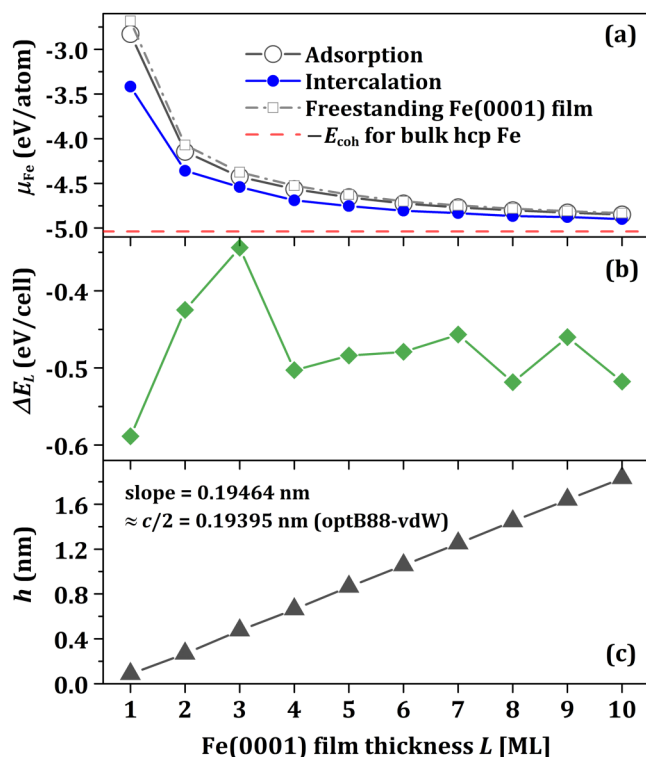 (a)
Adsorption
Intercalation
Freestanding Fe(0001) film
−E_coh for bulk hcp Fe
μ_Fe (eV/atom)
-3.0
-3.5
-4.0
-4.5
-5.0
(b)
ΔE_L (eV/cell)
-0.4
-0.5
-0.6
slope = 0.19464 nm
≈ c/2 = 0.19395 nm (optB88-vdW)
(c)
h (nm)
1.6
1.2
0.8
0.4
0.0
1 2 3 4 5 6 7 8 9 10
Fe(0001) film thickness L [ML]